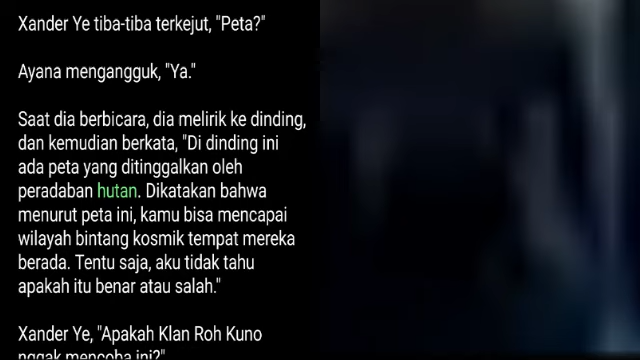 Xander Ye tiba-tiba terkejut, "Peta?"
Ayana mengangguk, "Ya."
Saat dia berbicara, dia melirik ke dinding,
dan kemudian berkata, "Di dinding ini
ada peta yang ditinggalkan oleh
peradaban hutan. Dikatakan bahwa
menurut peta ini, kamu bisa mencapai
wilayah bintang kosmik tempat mereka
berada. Tentu saja, aku tidak tahu
apakah itu benar atau salah."
Xander Ye, "Apakah Klan Roh Kuno
nggak mencoba ini?"